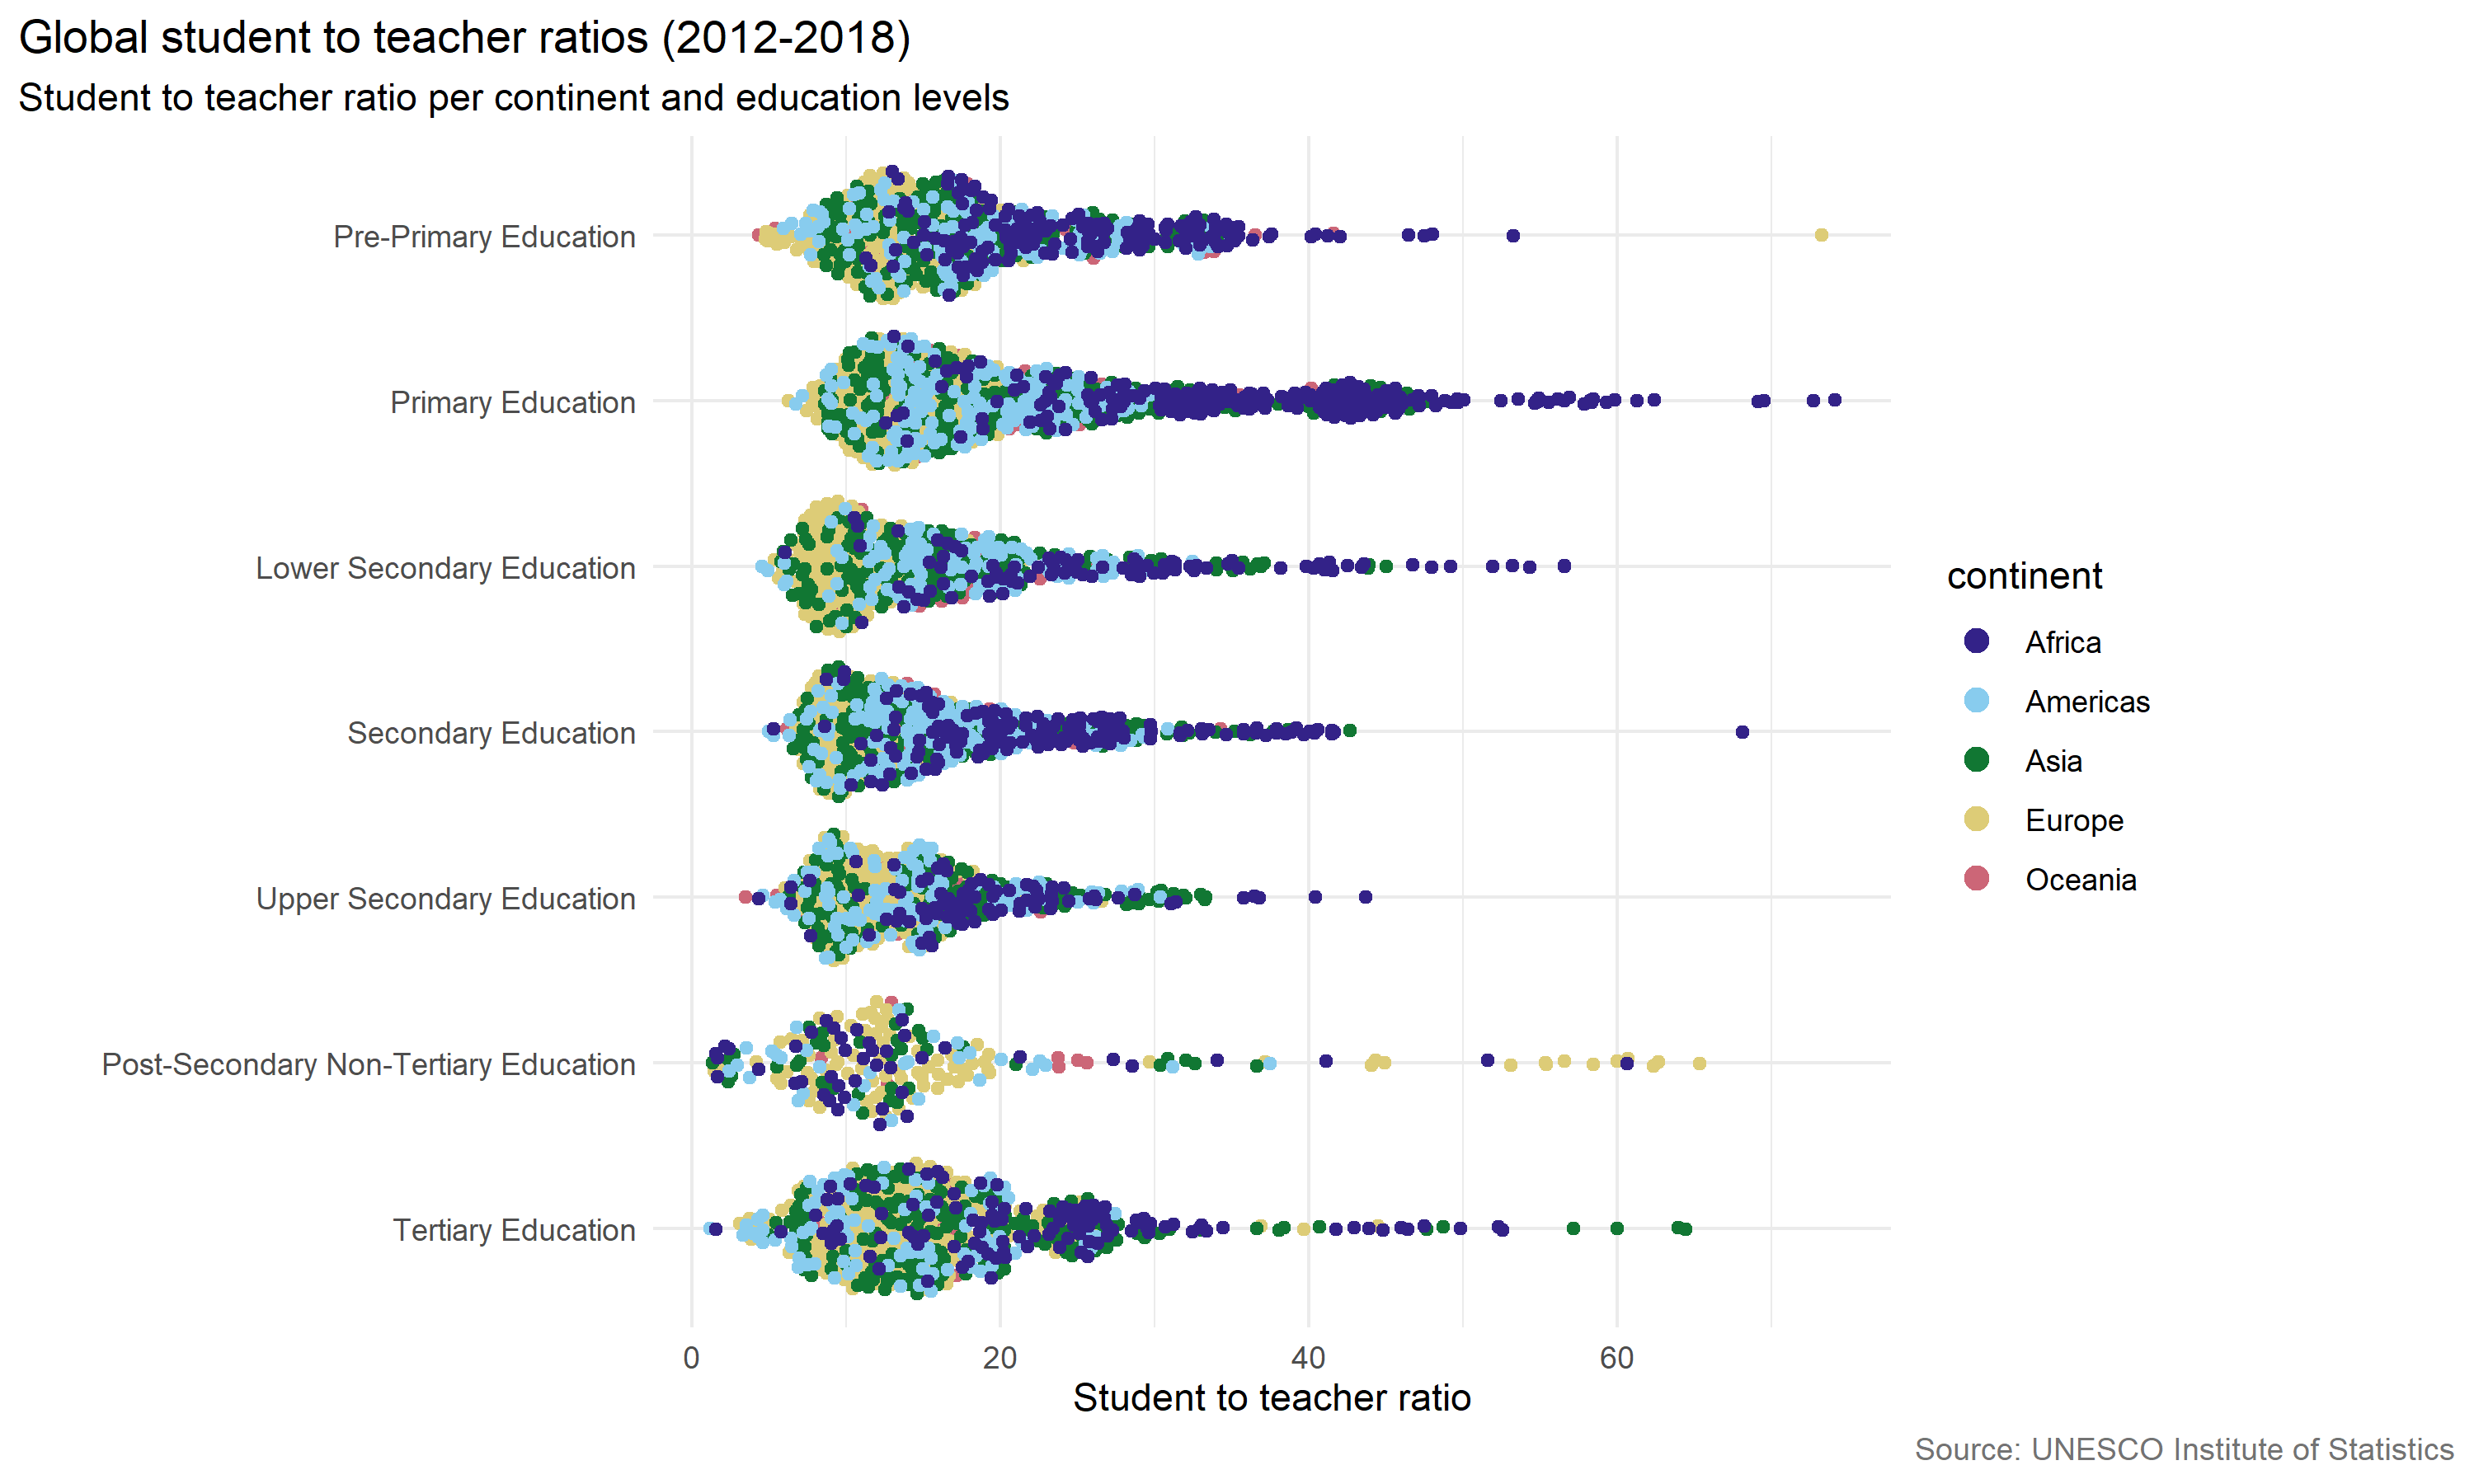 Global student to teacher ratios (2012-2018)
Student to teacher ratio per continent and education levels
Pre-Primary Education
Primary Education
Lower Secondary Education
Secondary Education
Upper Secondary Education
Post-Secondary Non-Tertiary Education
Tertiary Education
0
20
40
60
Student to teacher ratio
continent
Africa
Americas
Asia
Europe
Oceania
Source: UNESCO Institute of Statistics